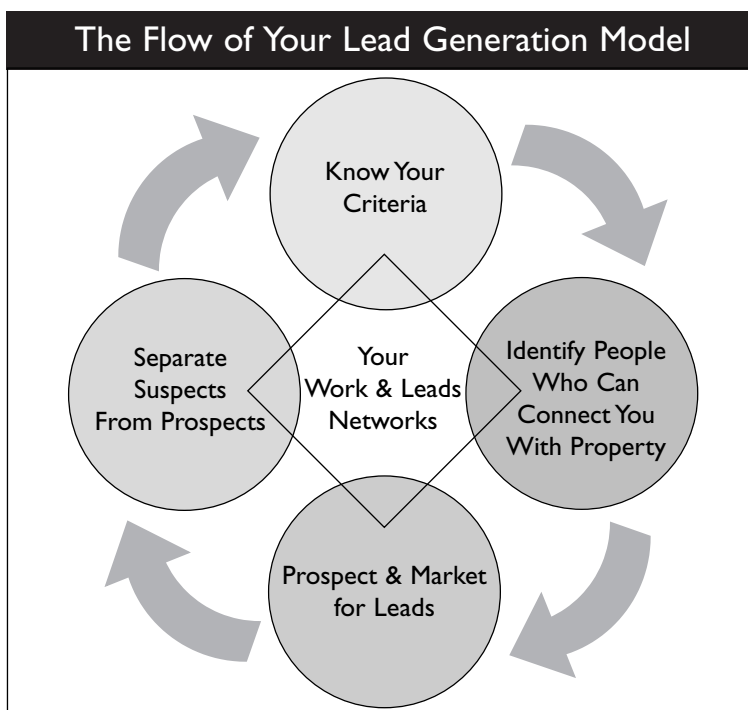 The Flow of Your Lead Generation Model
Know Your
Criteria
Identify People
Who Can
Connect You
With Property
Prospect & Market
for Leads
Separate
Suspects
From Prospects
Your
Work & Leads
Networks